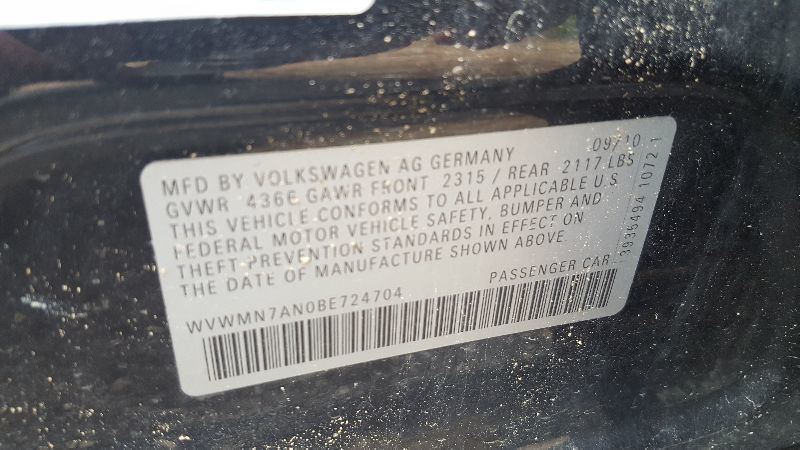 09/10
MFD BY VOLKSWAGEN AG GERMANY
GVWR 4366 GAWR FRONT 2315 / REAR 2117 LBS
THIS VEHICLE CONFORMS TO ALL APPLICABLE U.S
FEDERAL MOTOR VEHICLE SAFETY, BUMPER AND
THEFT-PREVENTION STANDARDS IN EFFECT ON
THE DATE OF MANUFACTURE SHOWN ABOVE.
PASSENGER CAR
WVWMN7AN0BE724704
1072 1